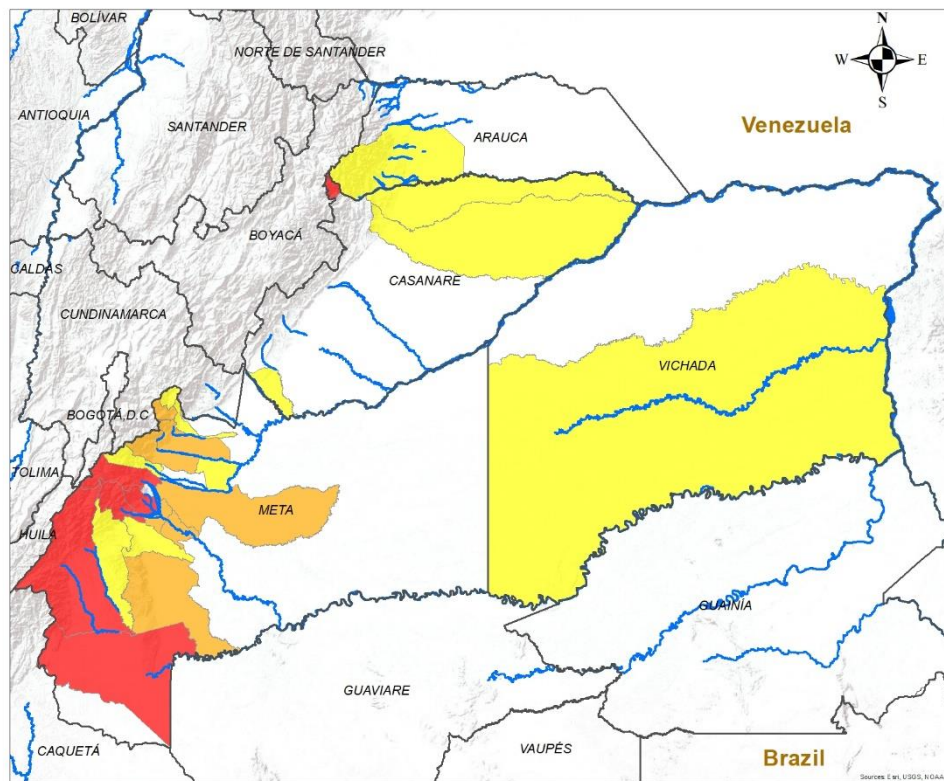 BOLÍVAR
NORTE DE SANTANDER
N
W
E
S
ANTIOQUIA
SANTANDER
ARAUCA
Venezuela
BOYACÁ
CALDAS
CASANARE
CUNDINAMARCA
VICHADA
BOGOTÁ,D.C
TOLIMA
META
HUILA
GUAINÍA
GUAVIARE
CAQUETÁ
VAUPÉS
Brazil
Sources: Esri, USGS, NOAA